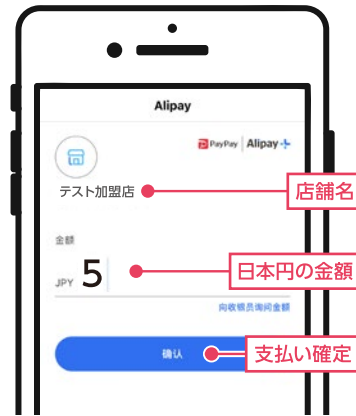 Alipay
PayPay Alipay+
テスト加盟店
店舗名
金額
JPY 5
日本円の金額
向收银员询问金额
确认
支払い確定